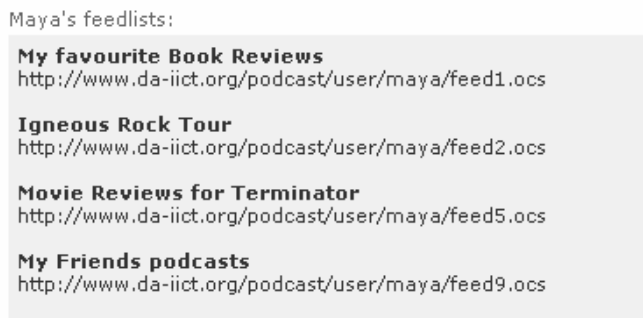 Maya's feedlists:
My favourite Book Reviews
http://www.da-iict.org/podcast/user/maya/feed1.ocs
Igneous Rock Tour
http://www.da-iict.org/podcast/user/maya/feed2.ocs
Movie Reviews for Terminator
http://www.da-iict.org/podcast/user/maya/feed5.ocs
My Friends podcasts
http://www.da-iict.org/podcast/user/maya/feed9.ocs